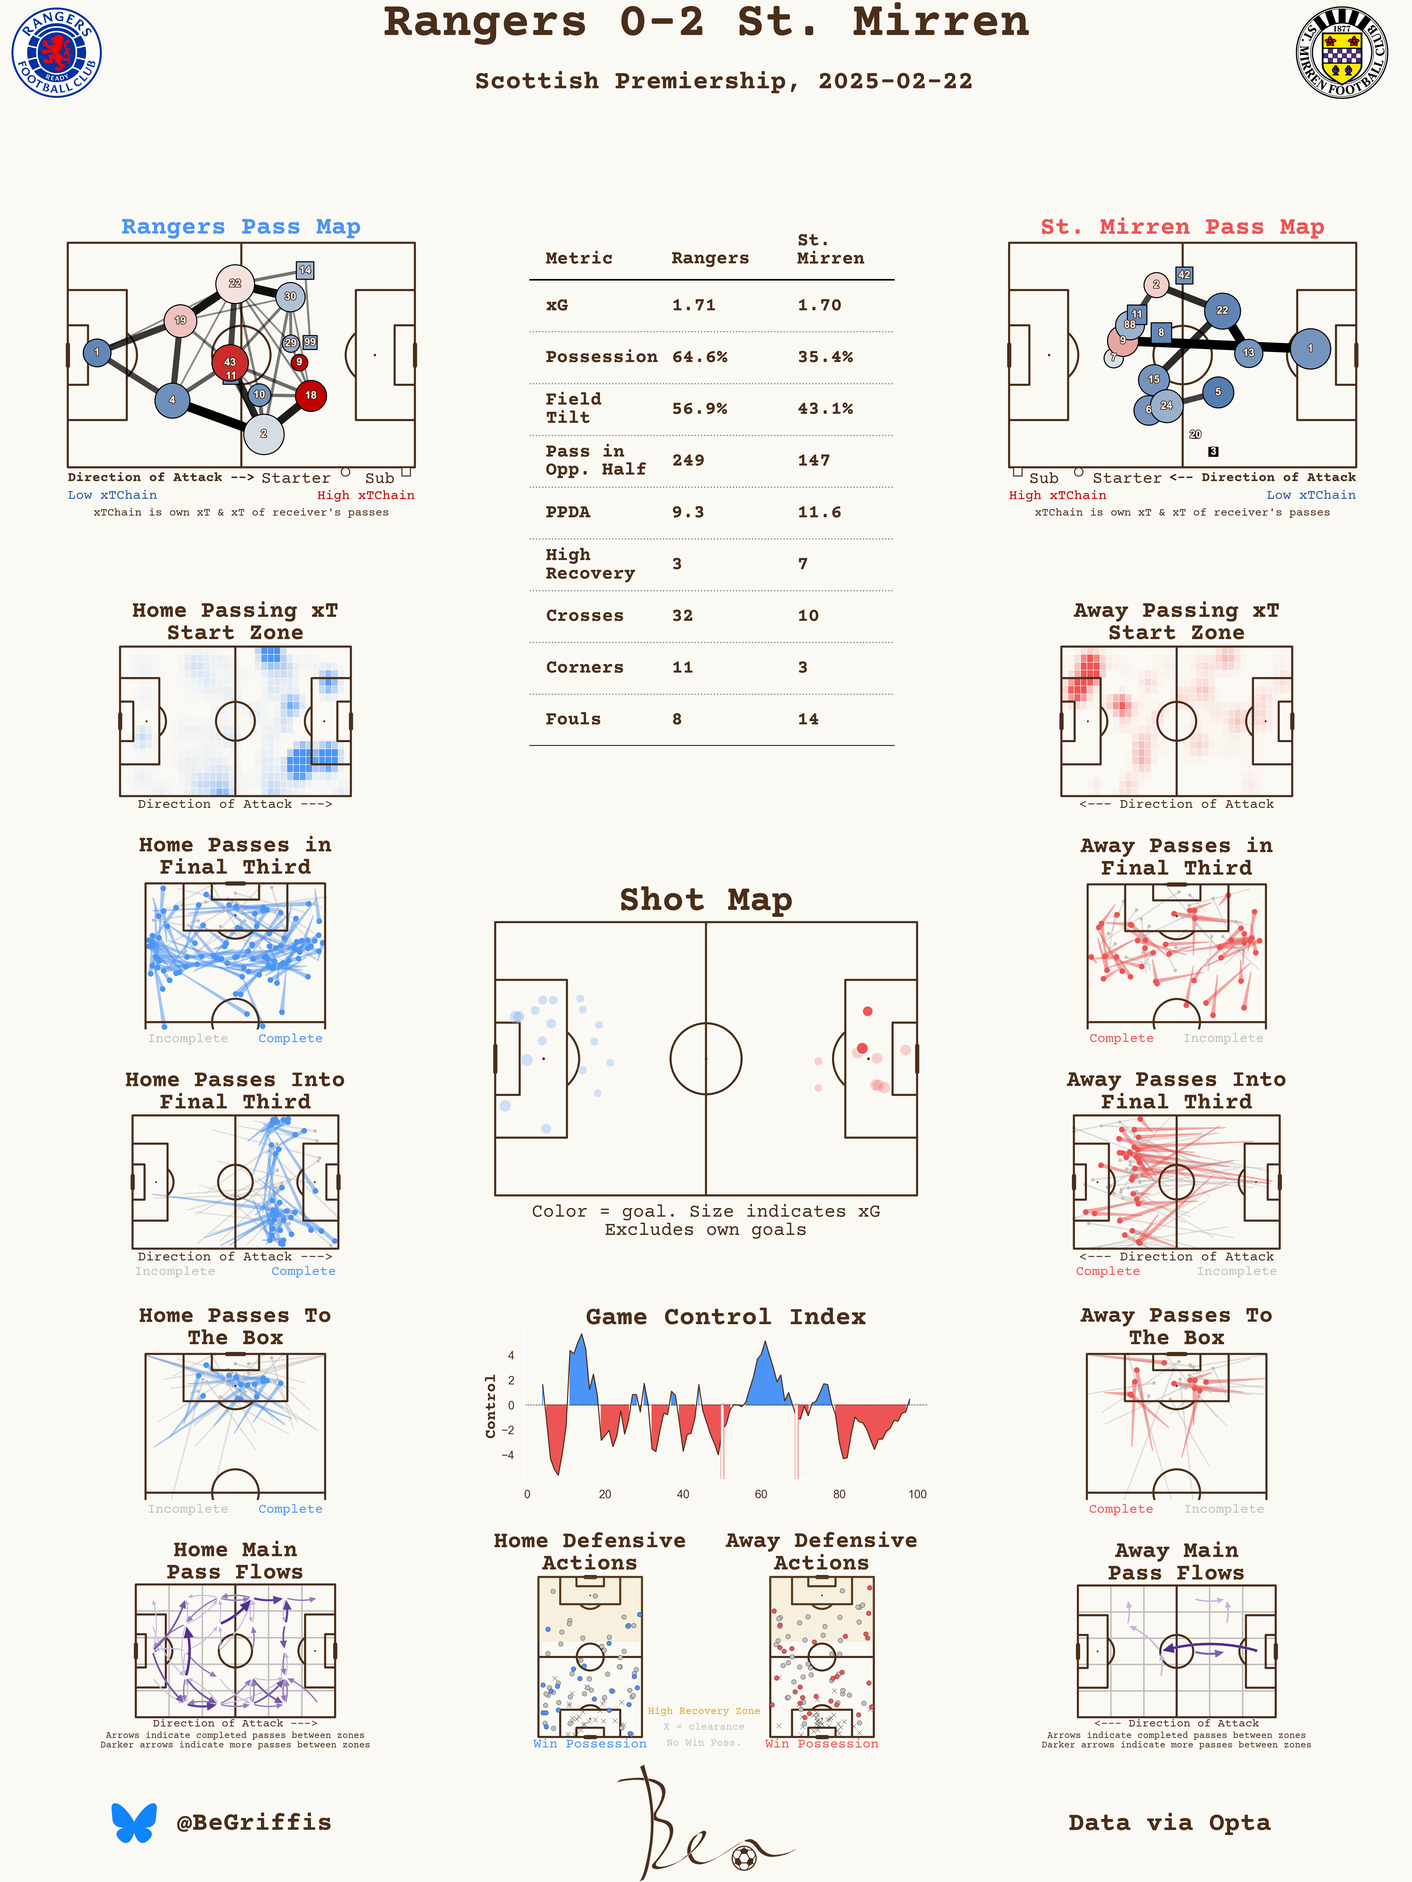 Rangers 0-2 St. Mirren
Scottish Premiership, 2025-02-22
RANGERS
READY
FOOTBALL CLUB
1877
ST. MIRREN FOOTBALL CLUB
Rangers Pass Map
22
14
30
19
29
99
1
43
9
11
10
18
4
2
Direction of Attack --> Starter Sub
Low xTChain High xTChain
xTChain is own xT & xT of receiver's passes
Metric Rangers St. Mirren
xG 1.71 1.70
Possession 64.6% 35.4%
Field Tilt 56.9% 43.1%
Pass in Opp. Half 249 147
PPDA 9.3 11.6
High Recovery 3 7
Crosses 32 10
Corners 11 3
Fouls 8 14
St. Mirren Pass Map
42
2
11
22
88
8
9
7
13
1
15
5
6
24
20
3
Sub Starter <-- Direction of Attack
High xTChain Low xTChain
xTChain is own xT & xT of receiver's passes
Home Passing xT
Start Zone
Direction of Attack --->
Away Passing xT
Start Zone
<--- Direction of Attack
Home Passes in
Final Third
Incomplete Complete
Away Passes in
Final Third
Complete Incomplete
Shot Map
Color = goal. Size indicates xG
Excludes own goals
Home Passes Into
Final Third
Direction of Attack --->
Incomplete Complete
Away Passes Into
Final Third
<--- Direction of Attack
Complete Incomplete
Home Passes To
The Box
Incomplete Complete
Game Control Index
Control
4
2
0
−2
−4
0 20 40 60 80 100
Away Passes To
The Box
Complete Incomplete
Home Main
Pass Flows
Direction of Attack --->
Arrows indicate completed passes between zones
Darker arrows indicate more passes between zones
Home Defensive
Actions
Win Possession
Away Defensive
Actions
Win Possession
High Recovery Zone
X = clearance
No Win Poss.
Away Main
Pass Flows
<--- Direction of Attack
Arrows indicate completed passes between zones
Darker arrows indicate more passes between zones
@BeGriffis
Ben
Data via Opta